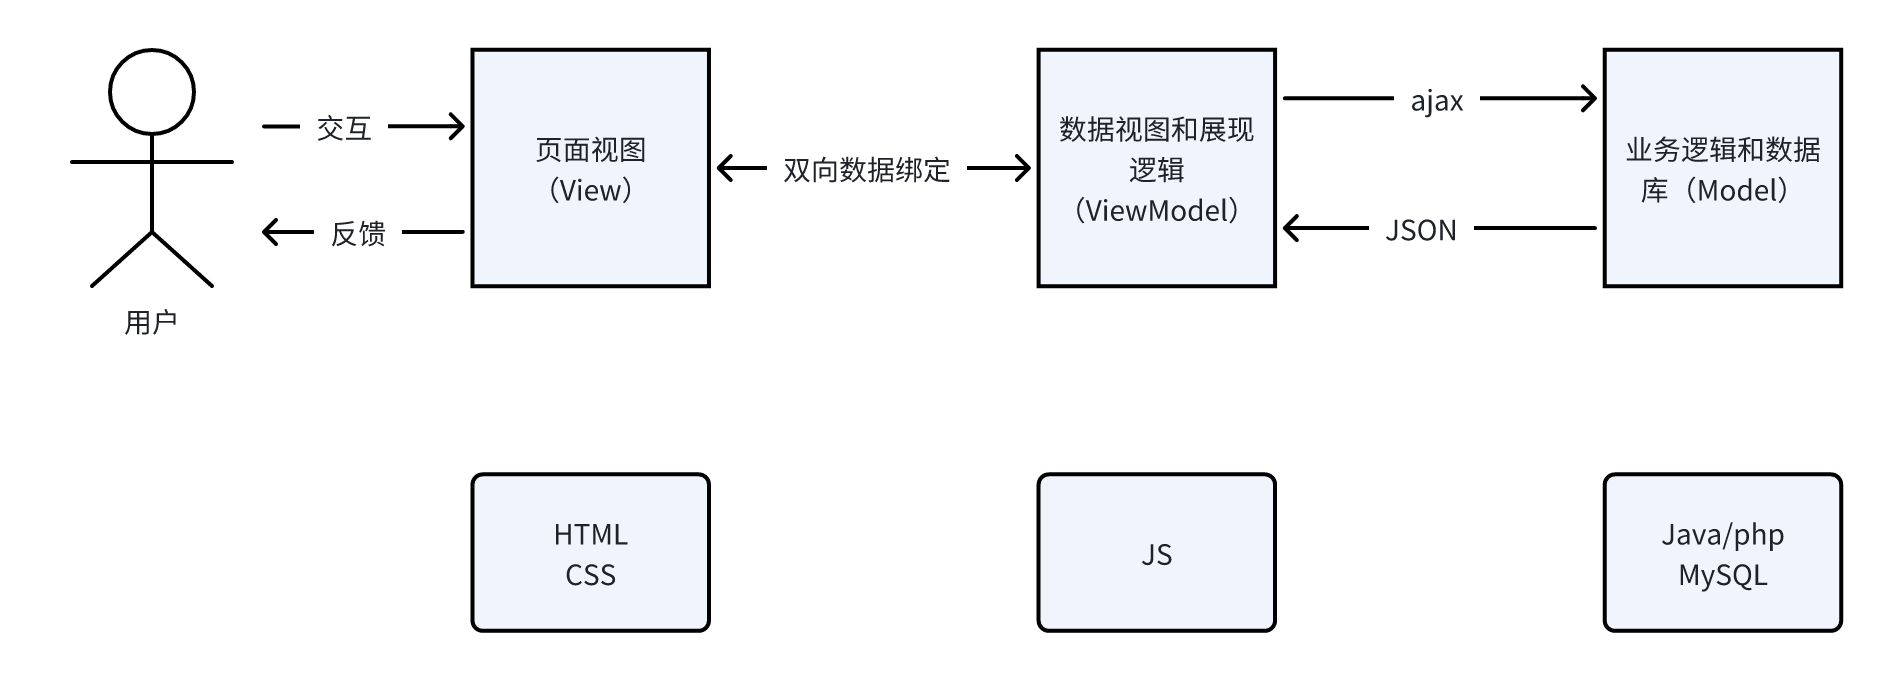 交互
反馈
用户
页面视图
（View）
双向数据绑定
数据视图和展现
逻辑
（ViewModel）
ajax
JSON
业务逻辑和数据
库（Model）
HTML
CSS
JS
Java/php
MySQL